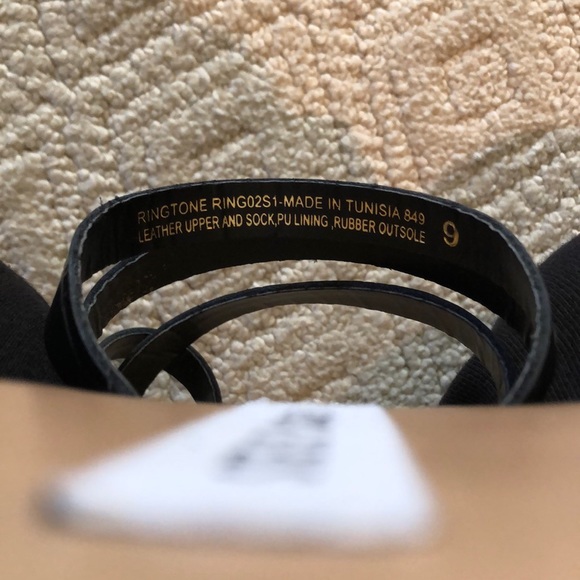 RINGTONE RING02S1-MADE IN TUNISIA 849
LEATHER UPPER AND SOCK,PU LINING ,RUBBER OUTSOLE
9